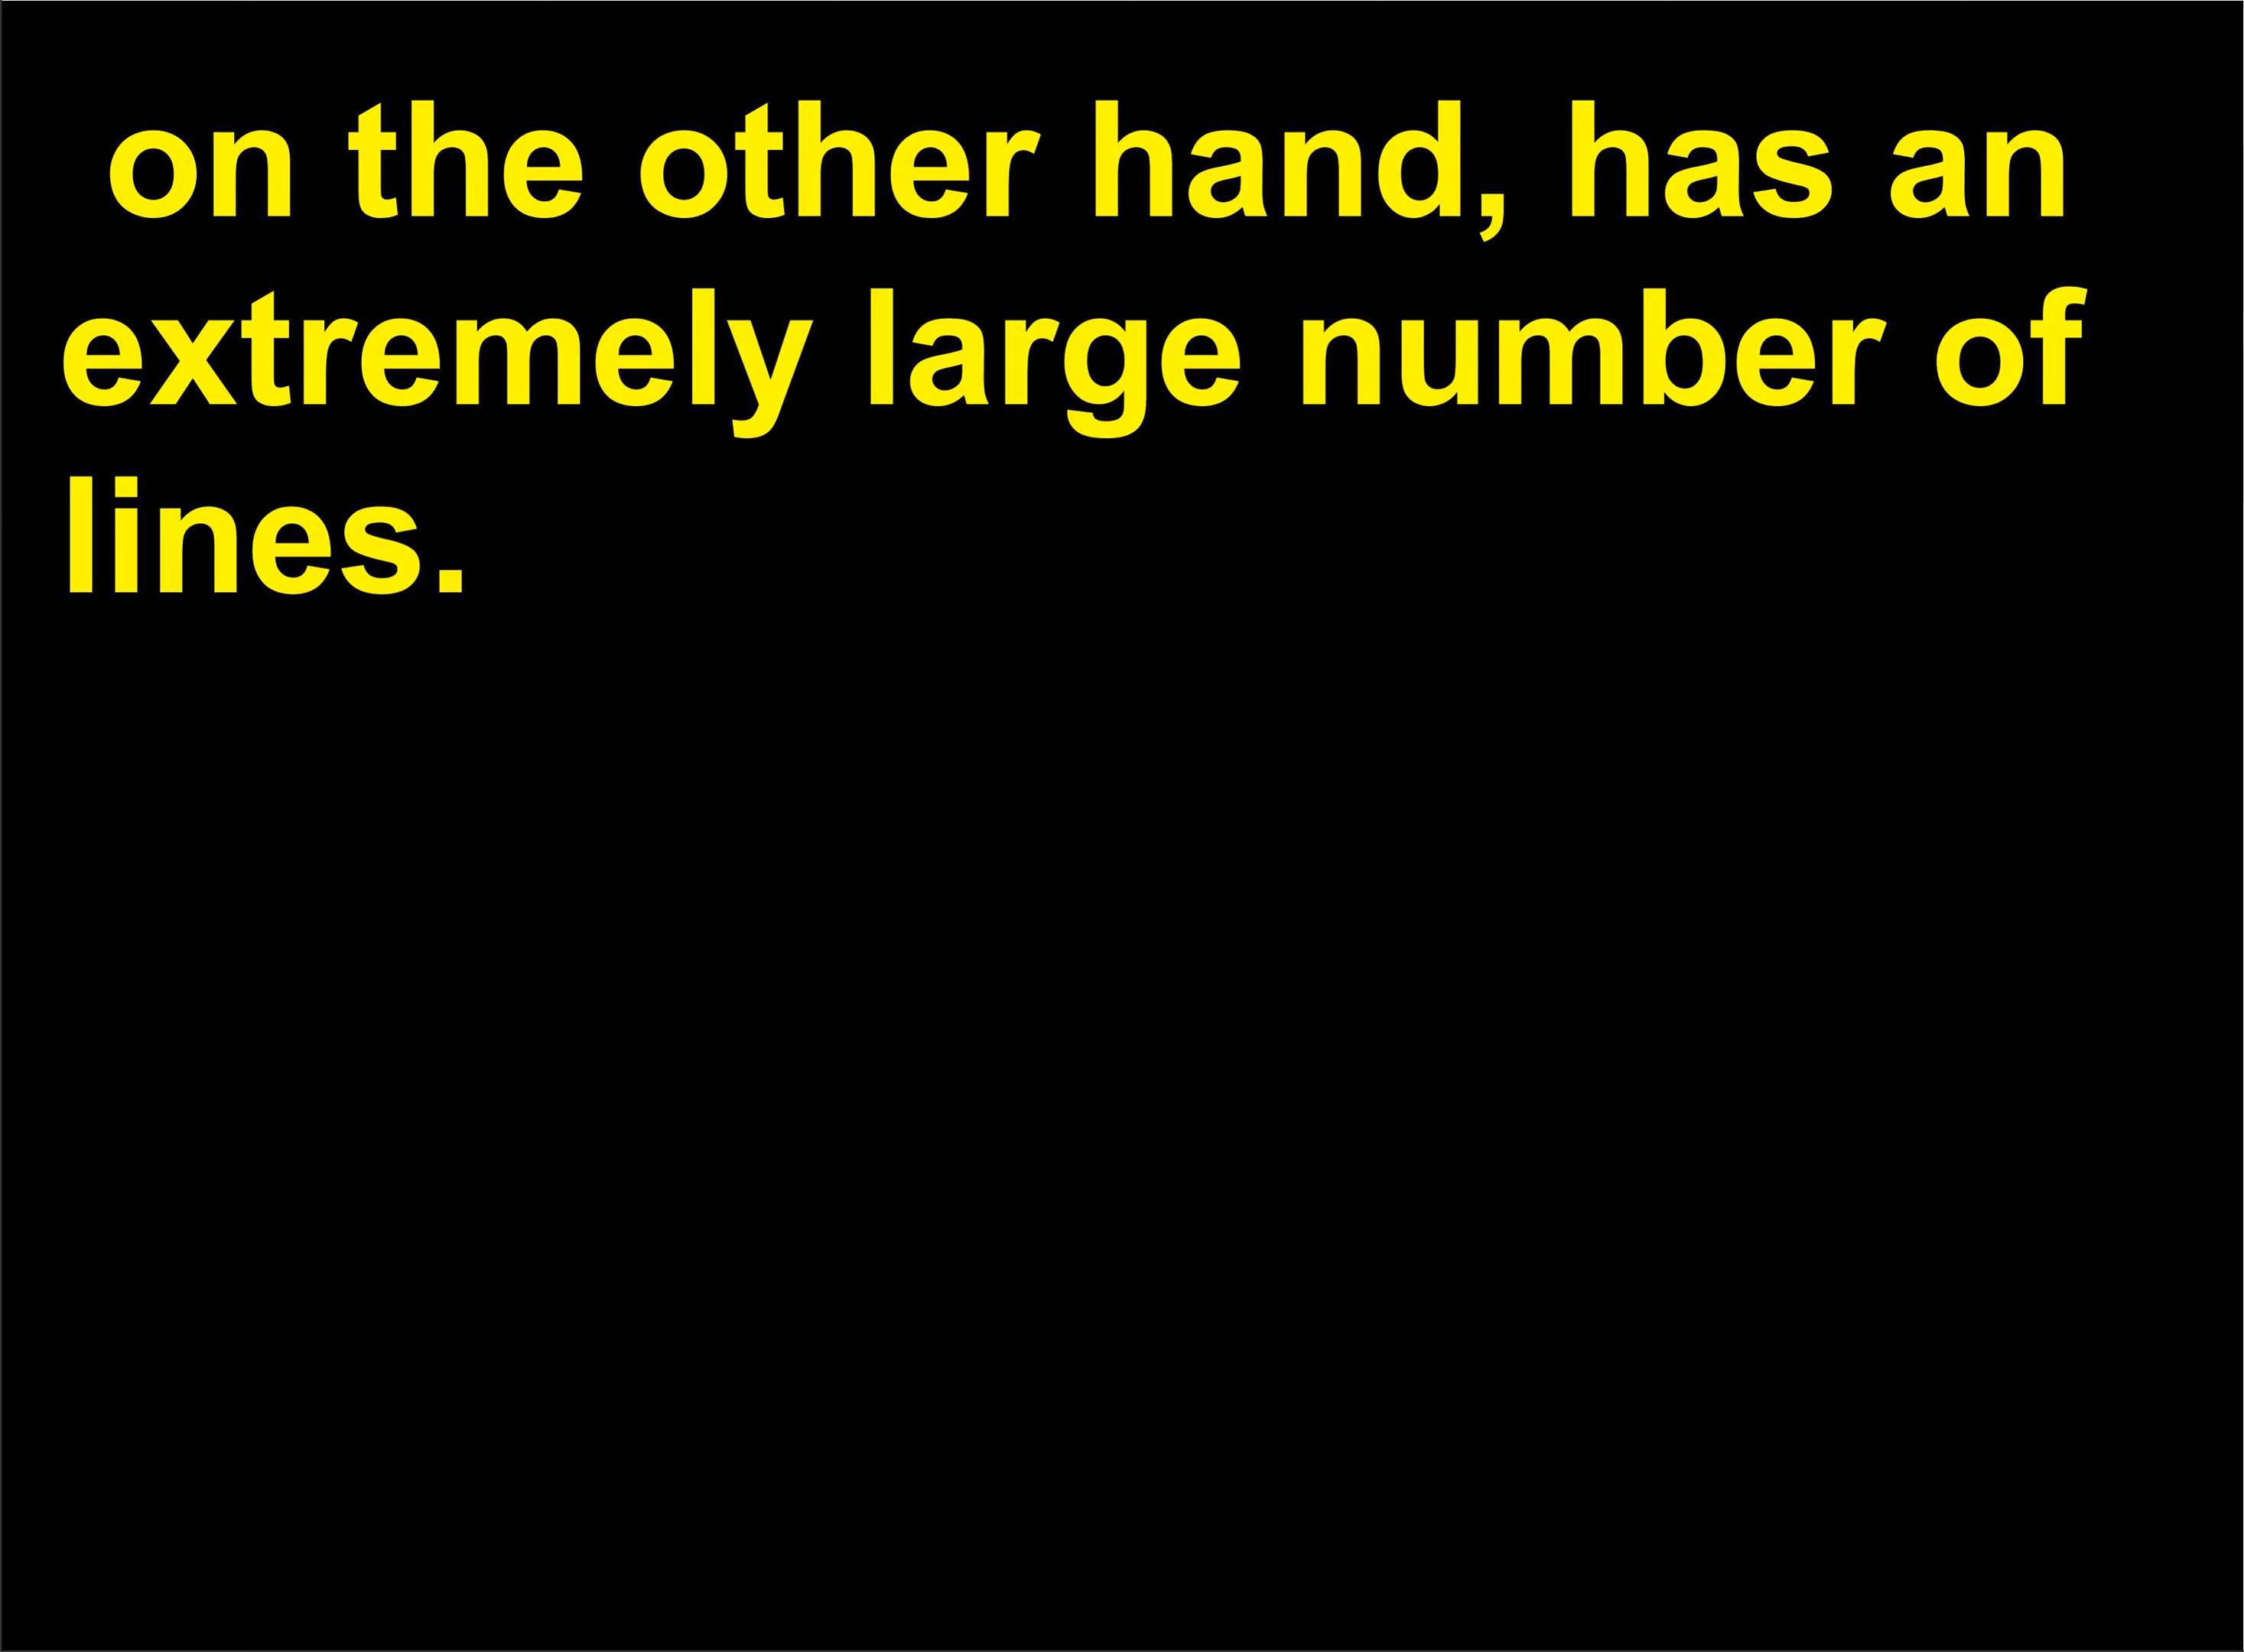 on the other hand, has an
extremely large number of
lines.